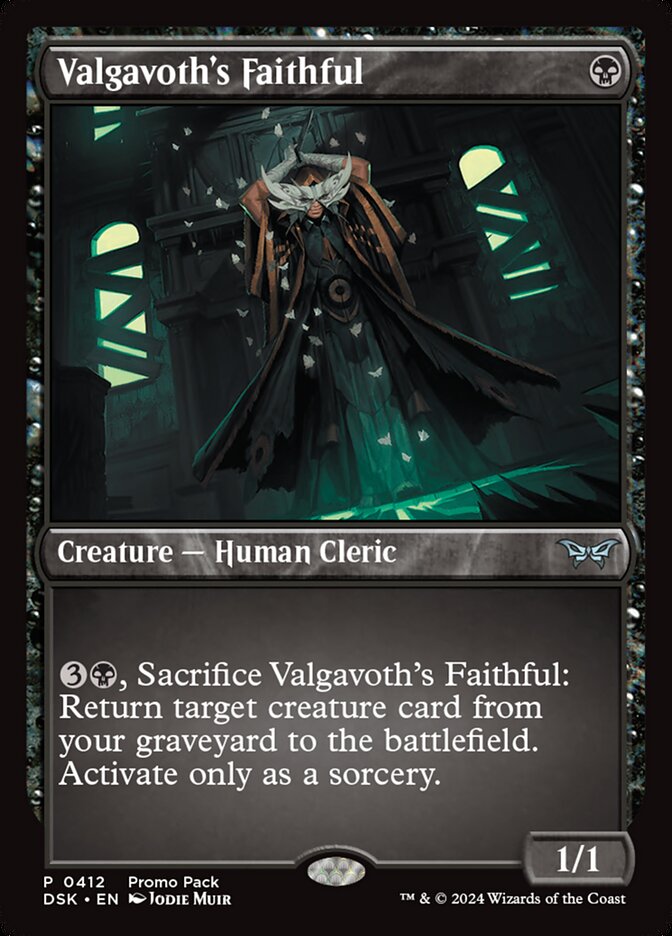 Valgavoth's Faithful
Creature — Human Cleric
3, Sacrifice Valgavoth's Faithful:
Return target creature card from
your graveyard to the battlefield.
Activate only as a sorcery.
1/1
P 0412 Promo Pack
DSK • EN Jodie Muir
™ & © 2024 Wizards of the Coast